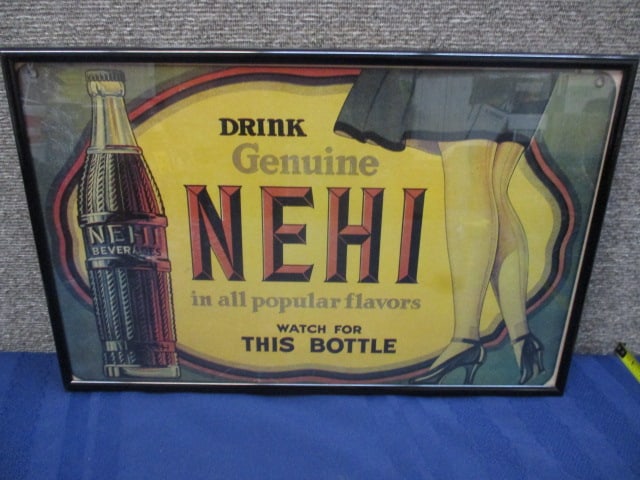 DRINK
Genuine
NEHI
in all popular flavors
WATCH FOR
THIS BOTTLE
NEHI
BEVERAGES